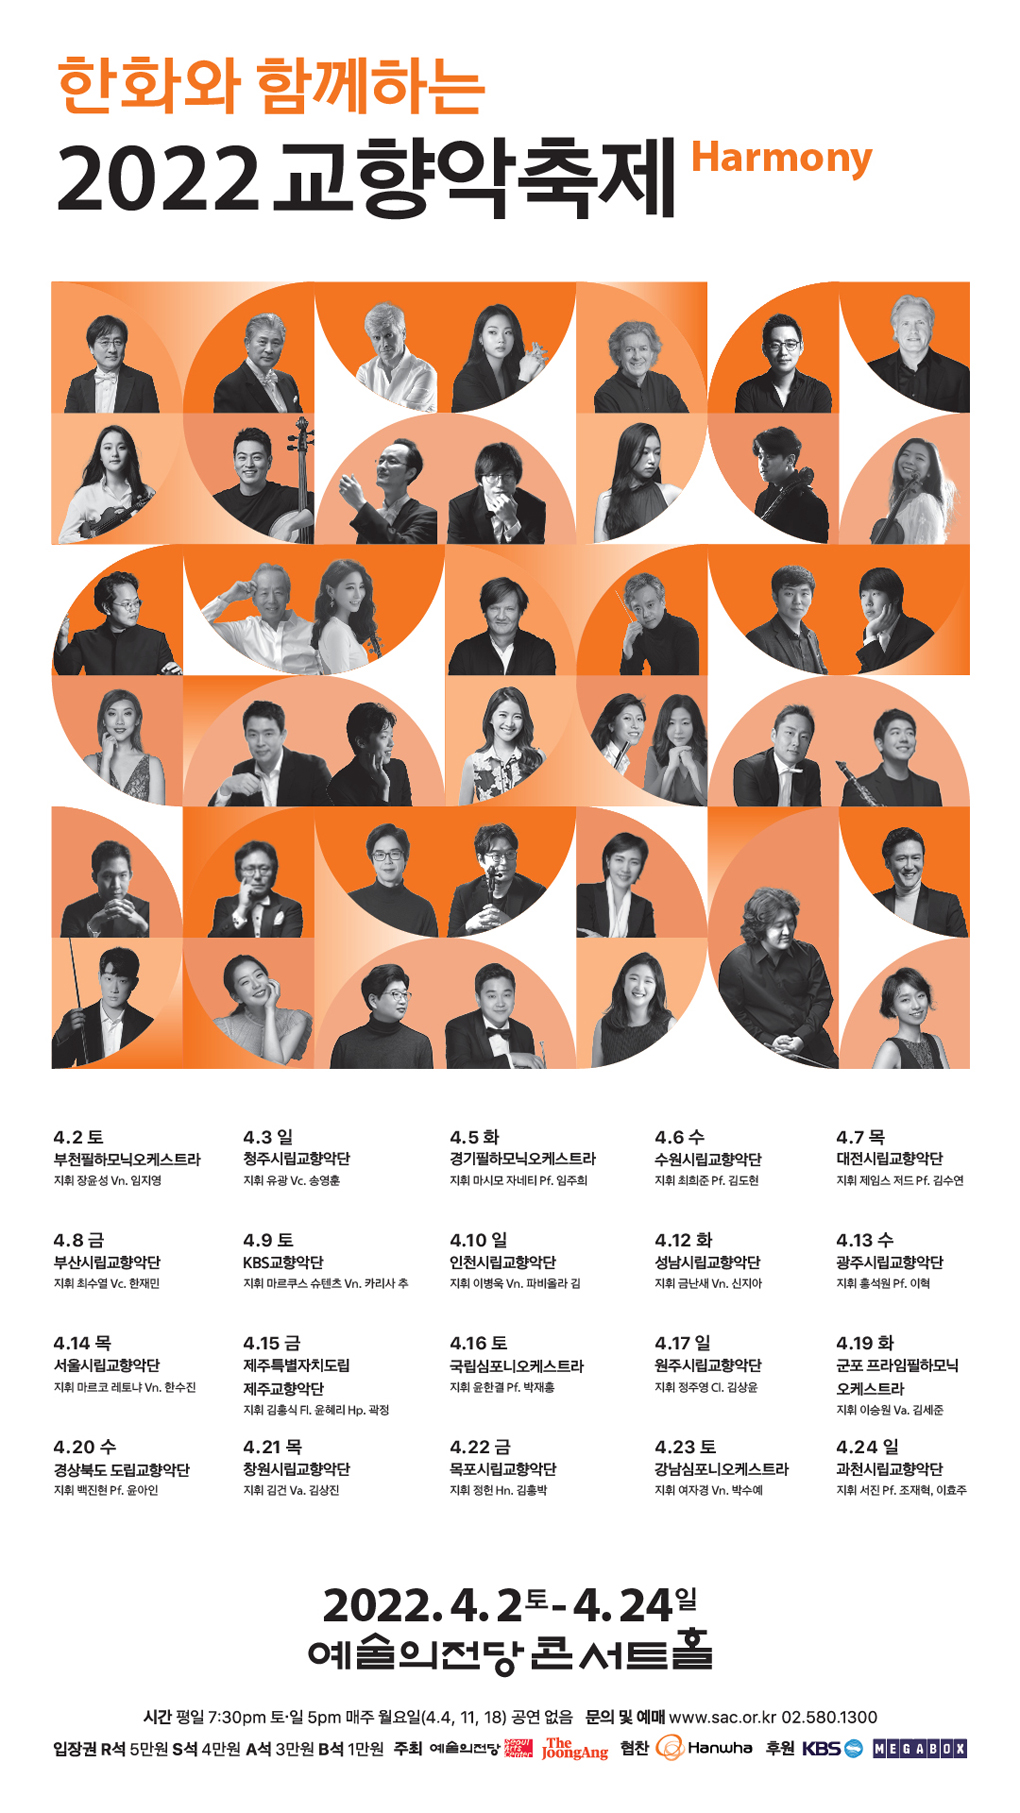 한화와 함께하는
2022 교향악축제 Harmony
4.2 토
부천필하모닉오케스트라
지휘 장윤성 Vn. 임지영
4.3 일
청주시립교향악단
지휘 유광 Vc. 송영훈
4.5 화
경기필하모닉오케스트라
지휘 마시모 자네티 Pf. 임주희
4.6 수
수원시립교향악단
지휘 최희준 Pf. 김도현
4.7 목
대전시립교향악단
지휘 제임스 저드 Pf. 김수연
4.8 금
부산시립교향악단
지휘 최수열 Vc. 한재민
4.9 토
KBS교향악단
지휘 마르쿠스 슈텐츠 Vn. 카리사 추
4.10 일
인천시립교향악단
지휘 이병욱 Vn. 파비올라 김
4.12 화
성남시립교향악단
지휘 금난새 Vn. 신지아
4.13 수
광주시립교향악단
지휘 홍석원 Pf. 이혁
4.14 목
서울시립교향악단
지휘 마르코 레토냐 Vn. 한수진
4.15 금
제주특별자치도립
제주교향악단
지휘 김홍식 Fl. 윤혜리 Hp. 곽정
4.16 토
국립심포니오케스트라
지휘 윤한결 Pf. 박재홍
4.17 일
원주시립교향악단
지휘 정주영 Cl. 김상윤
4.19 화
군포 프라임필하모닉
오케스트라
지휘 이승원 Va. 김세준
4.20 수
경상북도 도립교향악단
지휘 백진현 Pf. 윤아인
4.21 목
창원시립교향악단
지휘 김건 Va. 김상진
4.22 금
목포시립교향악단
지휘 정헌 Hn. 김홍박
4.23 토
강남심포니오케스트라
지휘 여자경 Vn. 박수예
4.24 일
과천시립교향악단
지휘 서진 Pf. 조재혁, 이효주
2022. 4. 2토 - 4. 24일
예술의전당 콘서트홀
시간 평일 7:30pm 토·일 5pm 매주 월요일(4.4, 11, 18) 공연 없음 문의 및 예매 www.sac.or.kr 02.580.1300
입장권 R석 5만원 S석 4만원 A석 3만원 B석 1만원 주최 예술의전당 Seoul Arts Center The JoongAng 협찬 Hanwha 후원 KBS MEGABOX